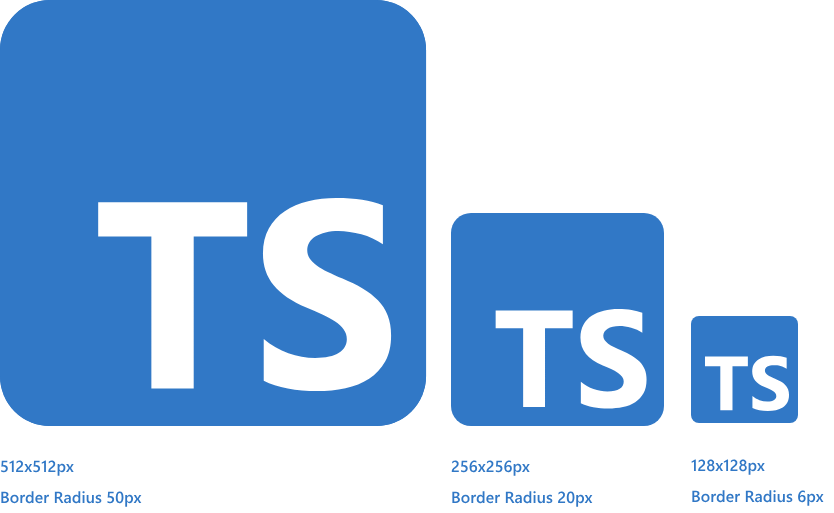 TS
TS
TS
512x512px
Border Radius 50px
256x256px
Border Radius 20px
128x128px
Border Radius 6px